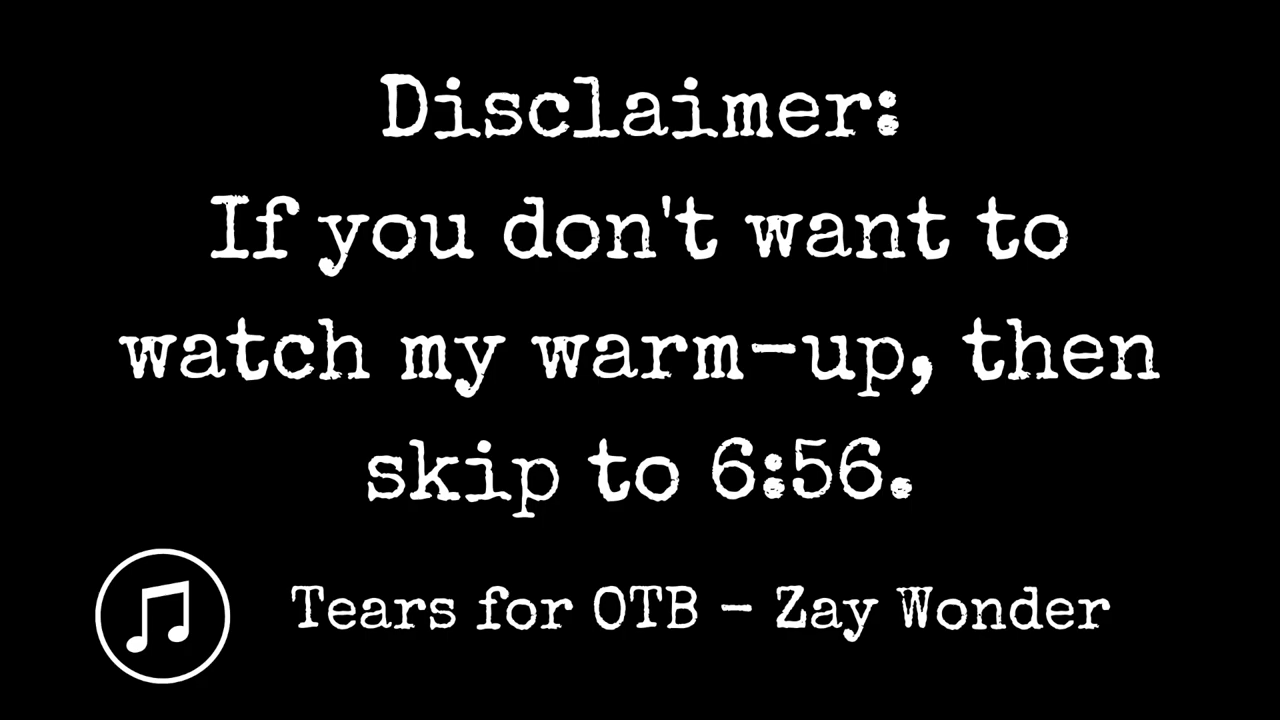 Disclaimer:
If you don't want to
watch my warm-up, then
skip to 6:56.
Tears for OTB - Zay Wonder